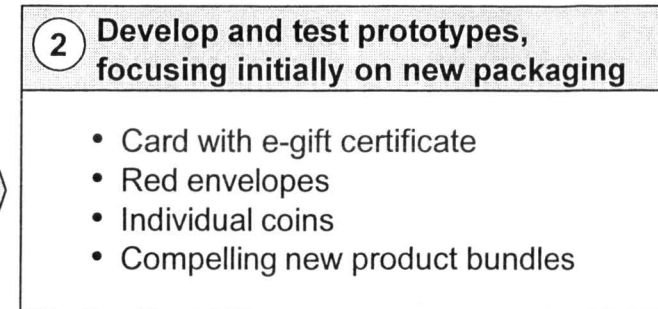 2 Develop and test prototypes,
focusing initially on new packaging
• Card with e-gift certificate
• Red envelopes
• Individual coins
• Compelling new product bundles